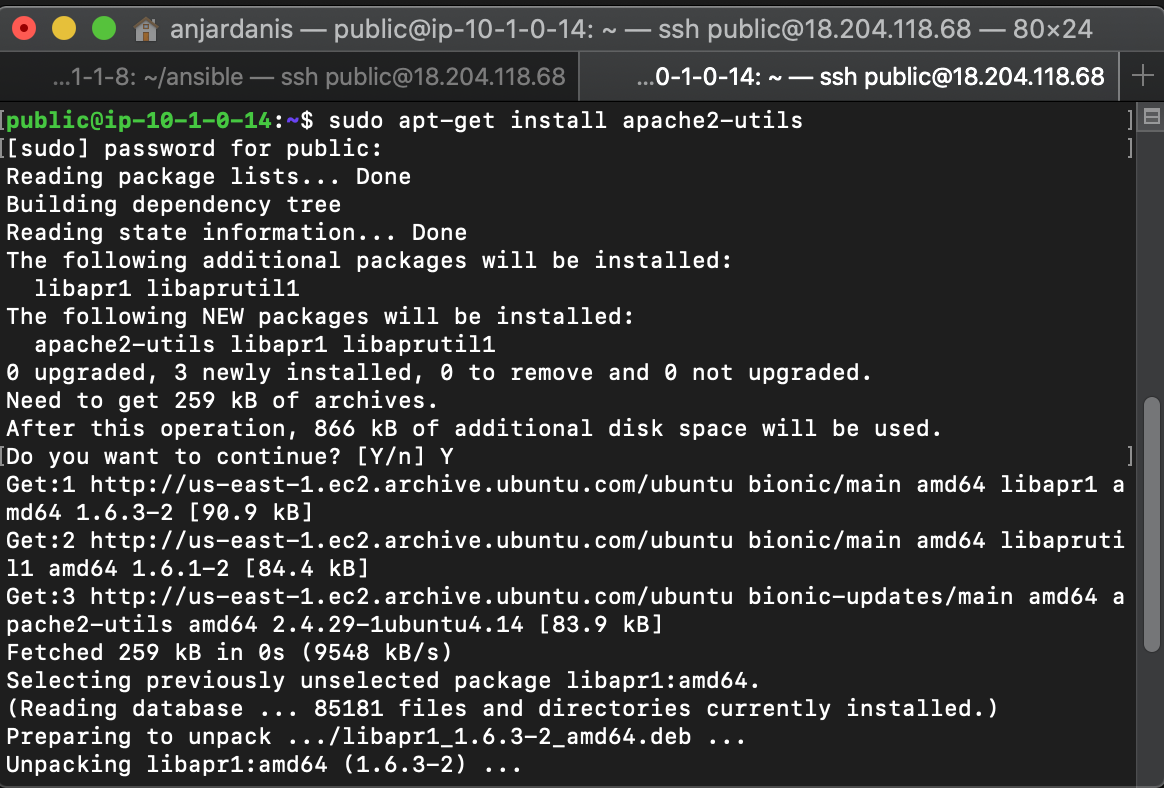 anjardanis — public@ip-10-1-0-14: ~ — ssh public@18.204.118.68 — 80×24
...1-1-8: ~/ansible — ssh public@18.204.118.68
...0-1-0-14: ~ — ssh public@18.204.118.68
[public@ip-10-1-0-14:~$ sudo apt-get install apache2-utils ]
[[sudo] password for public: ]
Reading package lists... Done
Building dependency tree
Reading state information... Done
The following additional packages will be installed:
  libapr1 libaprutil1
The following NEW packages will be installed:
  apache2-utils libapr1 libaprutil1
0 upgraded, 3 newly installed, 0 to remove and 0 not upgraded.
Need to get 259 kB of archives.
After this operation, 866 kB of additional disk space will be used.
[Do you want to continue? [Y/n] Y ]
Get:1 http://us-east-1.ec2.archive.ubuntu.com/ubuntu bionic/main amd64 libapr1 a
md64 1.6.3-2 [90.9 kB]
Get:2 http://us-east-1.ec2.archive.ubuntu.com/ubuntu bionic/main amd64 libapruti
l1 amd64 1.6.1-2 [84.4 kB]
Get:3 http://us-east-1.ec2.archive.ubuntu.com/ubuntu bionic-updates/main amd64 a
pache2-utils amd64 2.4.29-1ubuntu4.14 [83.9 kB]
Fetched 259 kB in 0s (9548 kB/s)
Selecting previously unselected package libapr1:amd64.
(Reading database ... 85181 files and directories currently installed.)
Preparing to unpack .../libapr1_1.6.3-2_amd64.deb ...
Unpacking libapr1:amd64 (1.6.3-2) ...